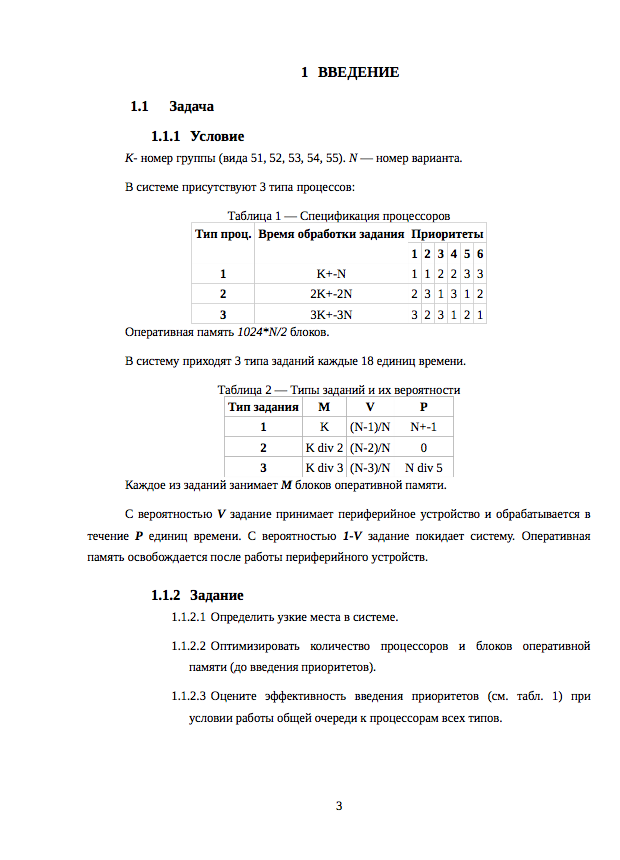 1 ВВЕДЕНИЕ
1.1 Задача
1.1.1 Условие
K- номер группы (вида 51, 52, 53, 54, 55). N — номер варианта.
В системе присутствуют 3 типа процессов:
Таблица 1 — Спецификация процессоров
Тип проц. Время обработки задания Приоритеты
1 2 3 4 5 6
1 K+-N 1 1 2 2 3 3
2 2K+-2N 2 3 1 3 1 2
3 3K+-3N 3 2 3 1 2 1
Оперативная память 1024*N/2 блоков.
В систему приходят 3 типа заданий каждые 18 единиц времени.
Таблица 2 — Типы заданий и их вероятности
Тип задания M V P
1 K (N-1)/N N+-1
2 K div 2 (N-2)/N 0
3 K div 3 (N-3)/N N div 5
Каждое из заданий занимает M блоков оперативной памяти.
С вероятностью V задание принимает периферийное устройство и обрабатывается в
течение P единиц времени. С вероятностью 1-V задание покидает систему. Оперативная
память освобождается после работы периферийного устройств.
1.1.2 Задание
1.1.2.1 Определить узкие места в системе.
1.1.2.2 Оптимизировать количество процессоров и блоков оперативной
памяти (до введения приоритетов).
1.1.2.3 Оцените эффективность введения приоритетов (см. табл. 1) при
условии работы общей очереди к процессорам всех типов.
3